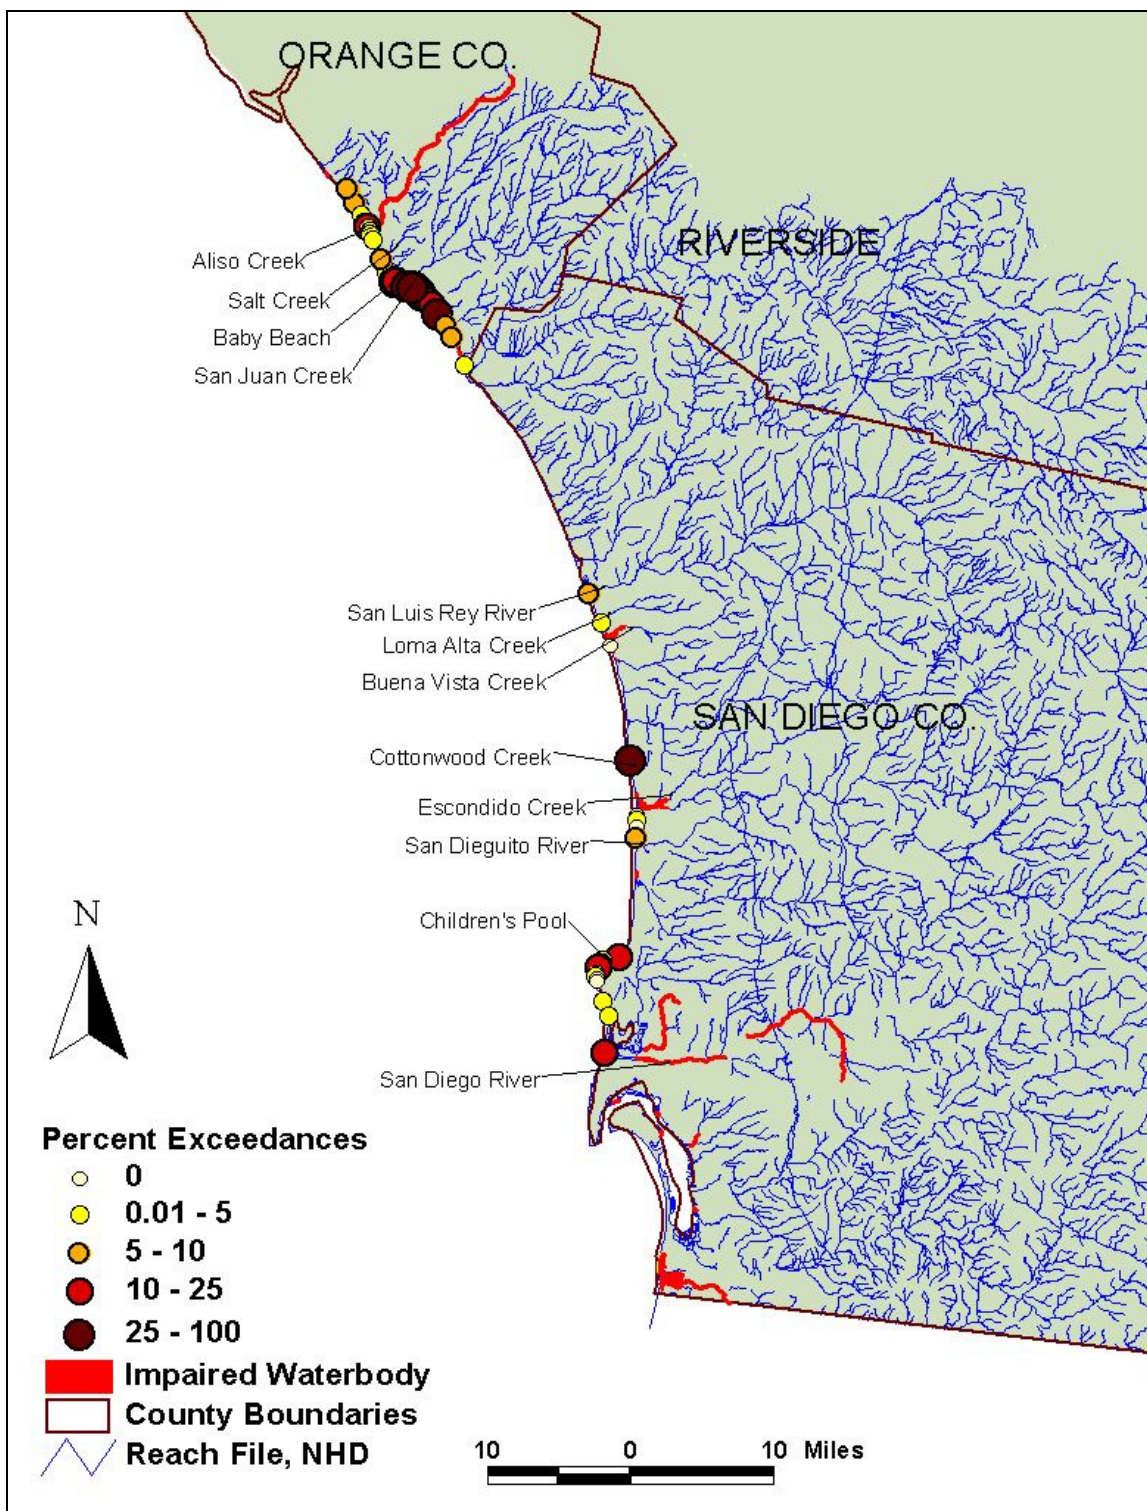 ORANGE CO.
RIVERSIDE
Aliso Creek
Salt Creek
Baby Beach
San Juan Creek
San Luis Rey River
Loma Alta Creek
Buena Vista Creek
SAN DIEGO CO.
Cottonwood Creek
Escondido Creek
San Dieguito River
Children's Pool
N
San Diego River
Percent Exceedances
0
0.01 - 5
5 - 10
10 - 25
25 - 100
Impaired Waterbody
County Boundaries
Reach File, NHD
10 0 10 Miles